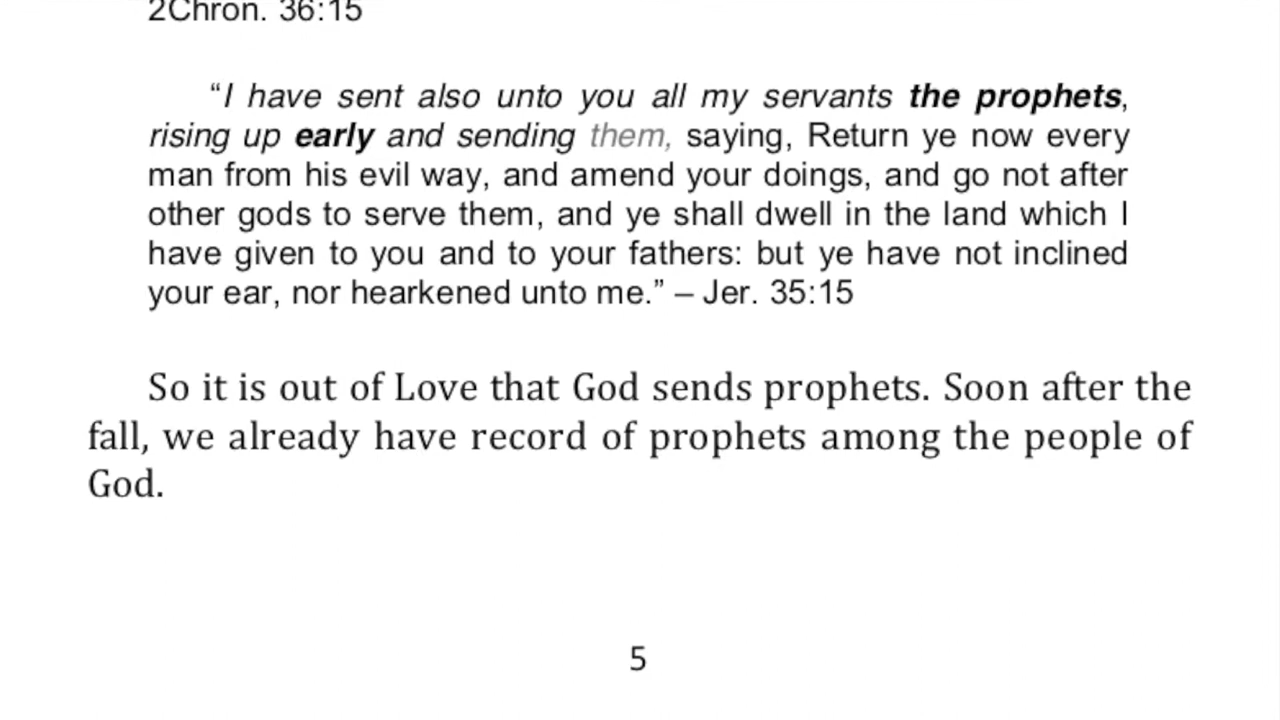 2Chron. 36:15
“I have sent also unto you all my servants the prophets,
rising up early and sending them, saying, Return ye now every
man from his evil way, and amend your doings, and go not after
other gods to serve them, and ye shall dwell in the land which I
have given to you and to your fathers: but ye have not inclined
your ear, nor hearkened unto me.” – Jer. 35:15
So it is out of Love that God sends prophets. Soon after the
fall, we already have record of prophets among the people of
God.
5